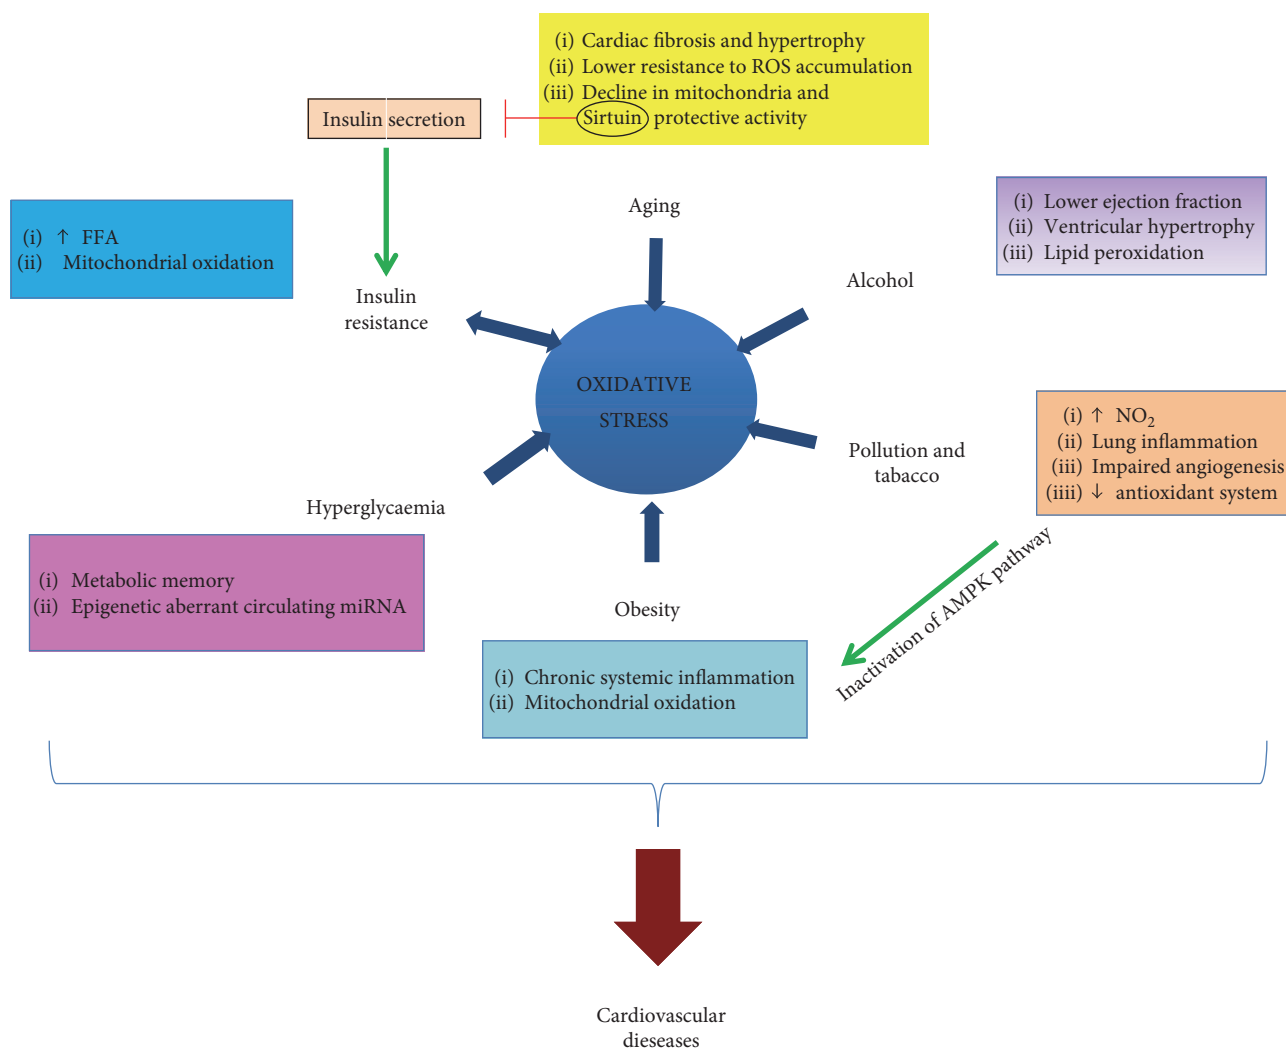 (i) Cardiac fibrosis and hypertrophy
(ii) Lower resistance to ROS accumulation
(iii) Decline in mitochondria and
Sirtuin protective activity
Insulin secretion
Aging
(i) Lower ejection fraction
(ii) Ventricular hypertrophy
(iii) Lipid peroxidation
(i) ↑ FFA
(ii) Mitochondrial oxidation
Alcohol
Insulin
resistance
OXIDATIVE
STRESS
(i) ↑ NO₂
(ii) Lung inflammation
(iii) Impaired angiogenesis
(iiii) ↓ antioxidant system
Pollution and
tabacco
Hyperglycaemia
(i) Metabolic memory
(ii) Epigenetic aberrant circulating miRNA
Obesity
Inactivation of AMPK pathway
(i) Chronic systemic inflammation
(ii) Mitochondrial oxidation
Cardiovascular
dieseases